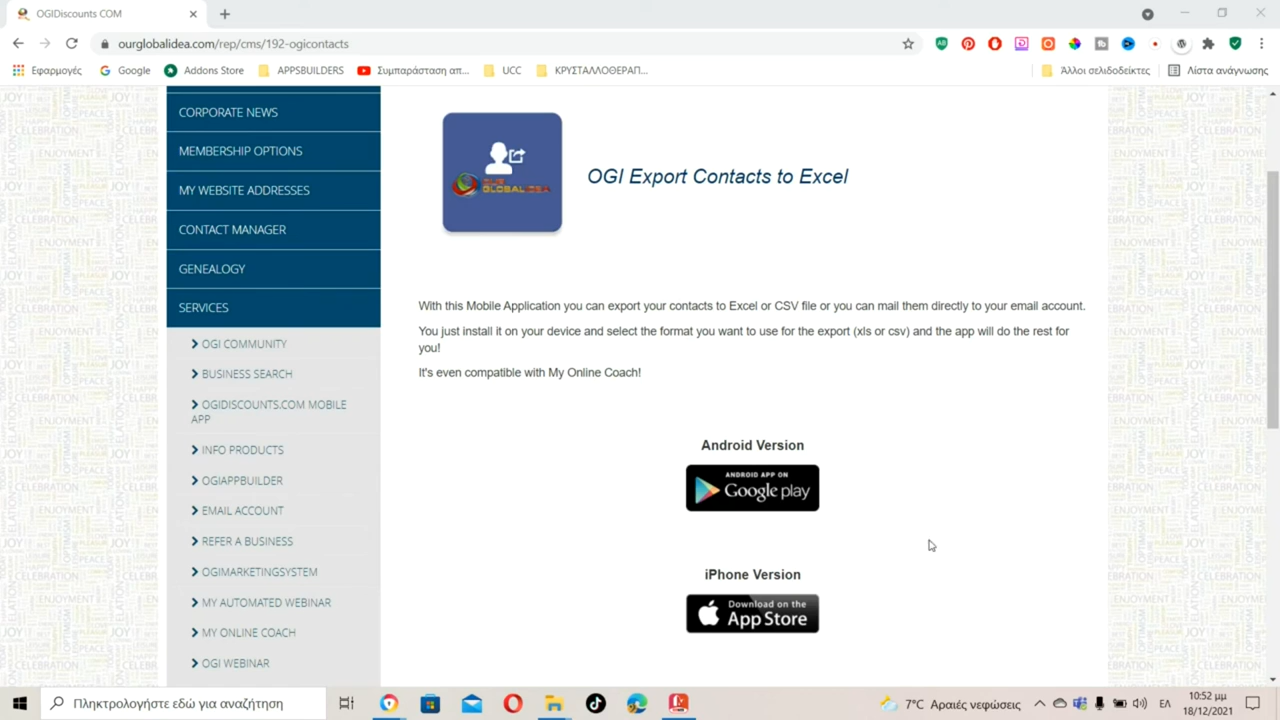 OGIDiscounts COM
ourglobalidea.com/rep/cms/192-ogicontacts
Εφαρμογές
Google
Addons Store
APPSBUILDERS
Συμπαράσταση απ...
UCC
ΚΡΥΣΤΑΛΛΟΘΕΡΑΠ...
Άλλοι σελιδοδείκτες
Λίστα ανάγνωσης
CORPORATE NEWS
MEMBERSHIP OPTIONS
MY WEBSITE ADDRESSES
CONTACT MANAGER
GENEALOGY
SERVICES
OGI COMMUNITY
BUSINESS SEARCH
OGIDISCOUNTS.COM MOBILE
APP
INFO PRODUCTS
OGIAPPBUILDER
EMAIL ACCOUNT
REFER A BUSINESS
OGIMARKETINGSYSTEM
MY AUTOMATED WEBINAR
MY ONLINE COACH
OGI WEBINAR
OUR
GLOBALIDEA
OGI Export Contacts to Excel
With this Mobile Application you can export your contacts to Excel or CSV file or you can mail them directly to your email account.
You just install it on your device and select the format you want to use for the export (xls or csv) and the app will do the rest for
you!
It's even compatible with My Online Coach!
Android Version
ANDROID APP ON
Google play
iPhone Version
Download on the
App Store
Πληκτρολογήστε εδώ για αναζήτηση
7°C Αραιές νεφώσεις
ΕΛ
10:52 μμ
18/12/2021